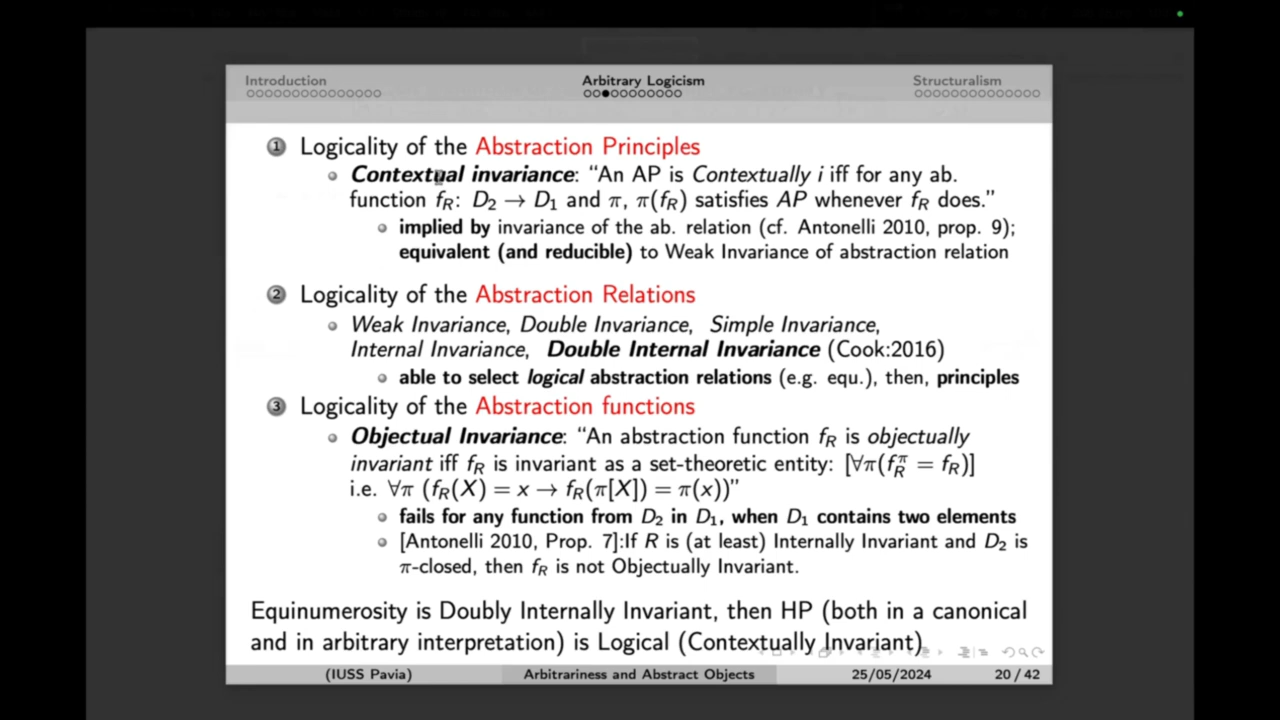 Introduction Arbitrary Logicism Structuralism
1 Logicality of the Abstraction Principles
Contextual invariance: “An AP is Contextually i iff for any ab.
function f_R: D₂ → D₁ and π, π(f_R) satisfies AP whenever f_R does.”
implied by invariance of the ab. relation (cf. Antonelli 2010, prop. 9);
equivalent (and reducible) to Weak Invariance of abstraction relation
2 Logicality of the Abstraction Relations
Weak Invariance, Double Invariance, Simple Invariance,
Internal Invariance, Double Internal Invariance (Cook:2016)
able to select logical abstraction relations (e.g. equ.), then, principles
3 Logicality of the Abstraction functions
Objectual Invariance: “An abstraction function f_R is objectually
invariant iff f_R is invariant as a set-theoretic entity: [∀π(f_R^π = f_R)]
i.e. ∀π (f_R(X) = x → f_R(π[X]) = π(x))”
fails for any function from D₂ in D₁, when D₁ contains two elements
[Antonelli 2010, Prop. 7]:If R is (at least) Internally Invariant and D₂ is
π-closed, then f_R is not Objectually Invariant.
Equinumerosity is Doubly Internally Invariant, then HP (both in a canonical
and in arbitrary interpretation) is Logical (Contextually Invariant)
(IUSS Pavia) Arbitrariness and Abstract Objects 25/05/2024 20 / 42